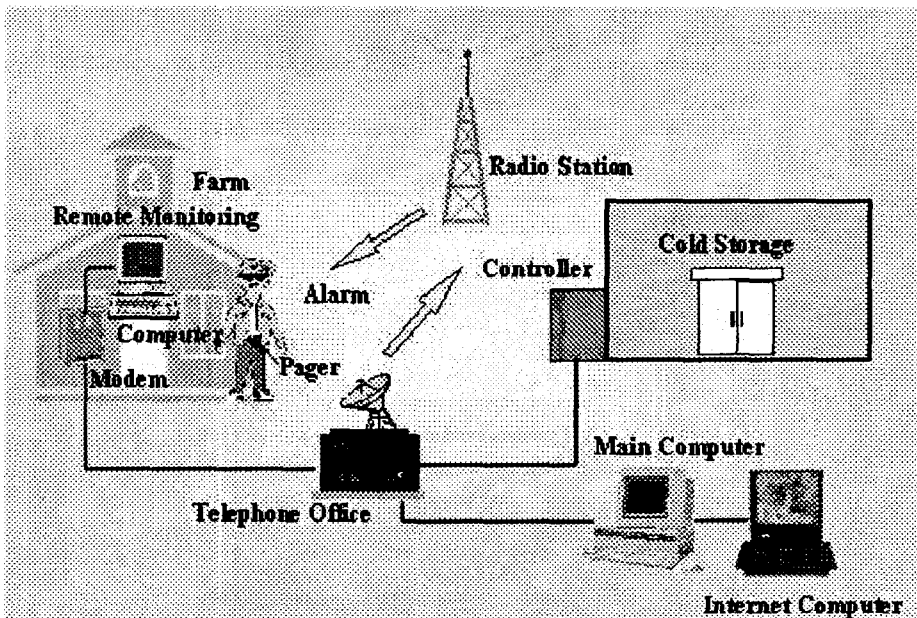 Farm
Radio Station
Remote Monitoring
Cold Storage
Controller
Alarm
Computer
Pager
Modem
Main Computer
Telephone Office
Internet Computer